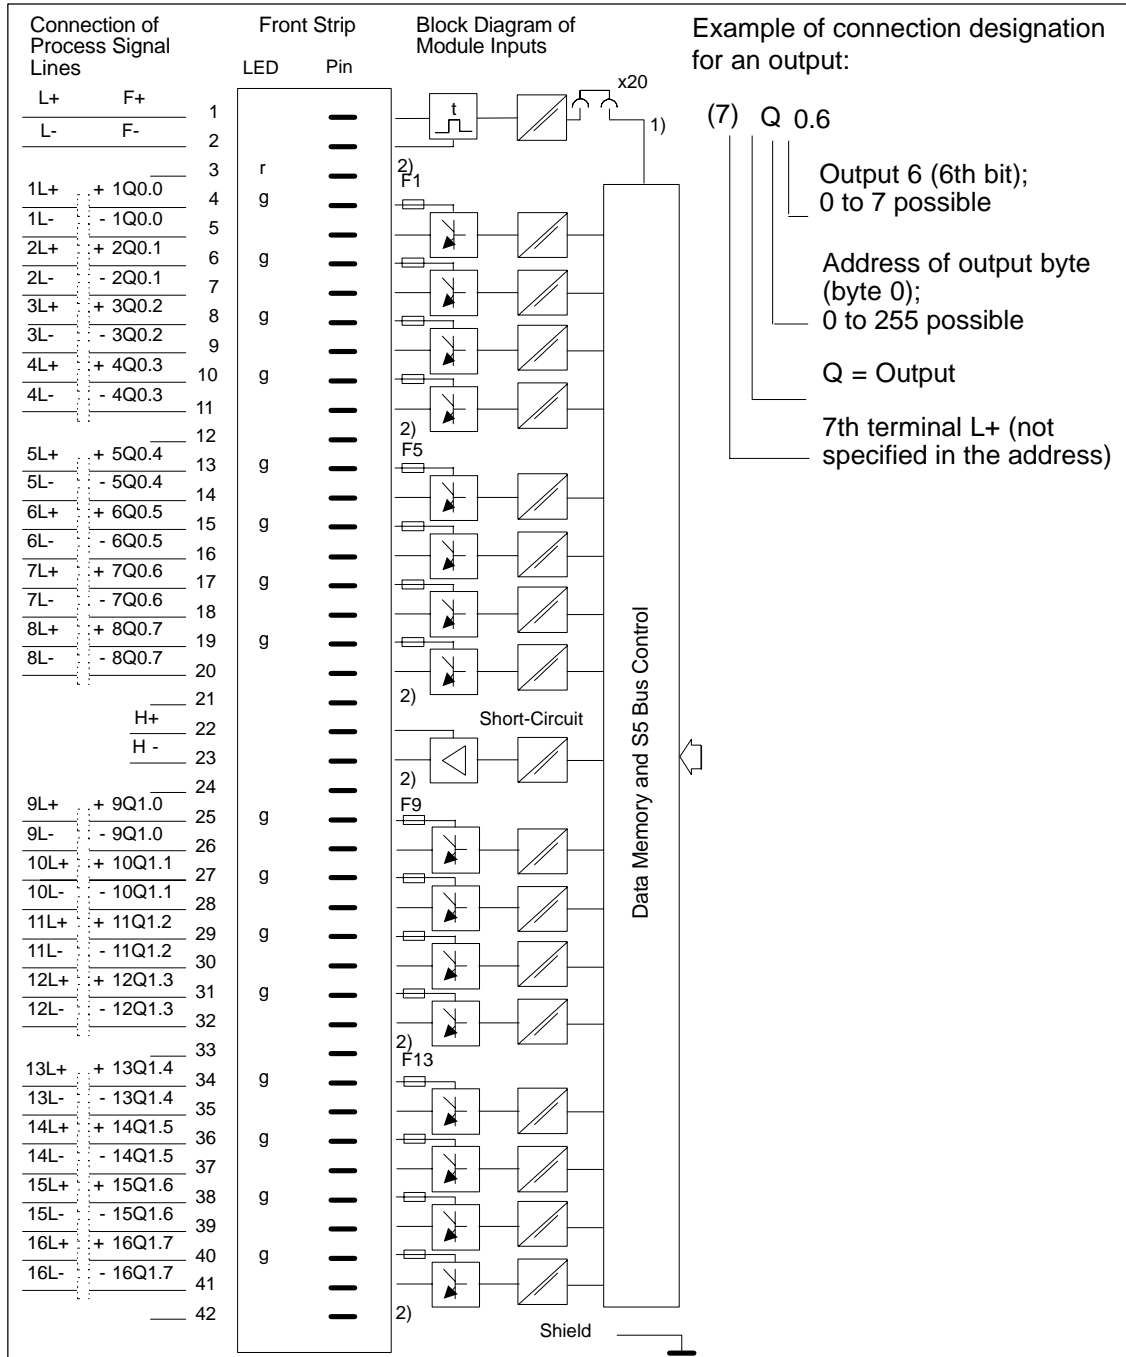 Connection of Process Signal Lines
Front Strip
Block Diagram of Module Inputs
Example of connection designation for an output:
LED Pin
x20
L+ F+ 1
1)
L- F- 2
3 r 2)
F1
1L+ + 1Q0.0 4 g
1L- - 1Q0.0 5
2L+ + 2Q0.1 6 g
2L- - 2Q0.1 7
3L+ + 3Q0.2 8 g
3L- - 3Q0.2 9
4L+ + 4Q0.3 10 g
4L- - 4Q0.3 11
12 2)
F5
5L+ + 5Q0.4 13 g
5L- - 5Q0.4 14
6L+ + 6Q0.5 15 g
6L- - 6Q0.5 16
7L+ + 7Q0.6 17 g
7L- - 7Q0.6 18
8L+ + 8Q0.7 19 g
8L- - 8Q0.7 20
21 2)
H+ 22 Short-Circuit
H - 23
24 2)
F9
9L+ + 9Q1.0 25 g
9L- - 9Q1.0 26
10L+ + 10Q1.1 27 g
10L- - 10Q1.1 28
11L+ + 11Q1.2 29 g
11L- - 11Q1.2 30
12L+ + 12Q1.3 31 g
12L- - 12Q1.3 32
33 2)
F13
13L+ + 13Q1.4 34 g
13L- - 13Q1.4 35
14L+ + 14Q1.5 36 g
14L- - 14Q1.5 37
15L+ + 15Q1.6 38 g
15L- - 15Q1.6 39
16L+ + 16Q1.7 40 g
16L- - 16Q1.7 41
42 2)
t
Data Memory and S5 Bus Control
Shield
(7) Q 0.6
Output 6 (6th bit);
0 to 7 possible
Address of output byte
(byte 0);
0 to 255 possible
Q = Output
7th terminal L+ (not
specified in the address)